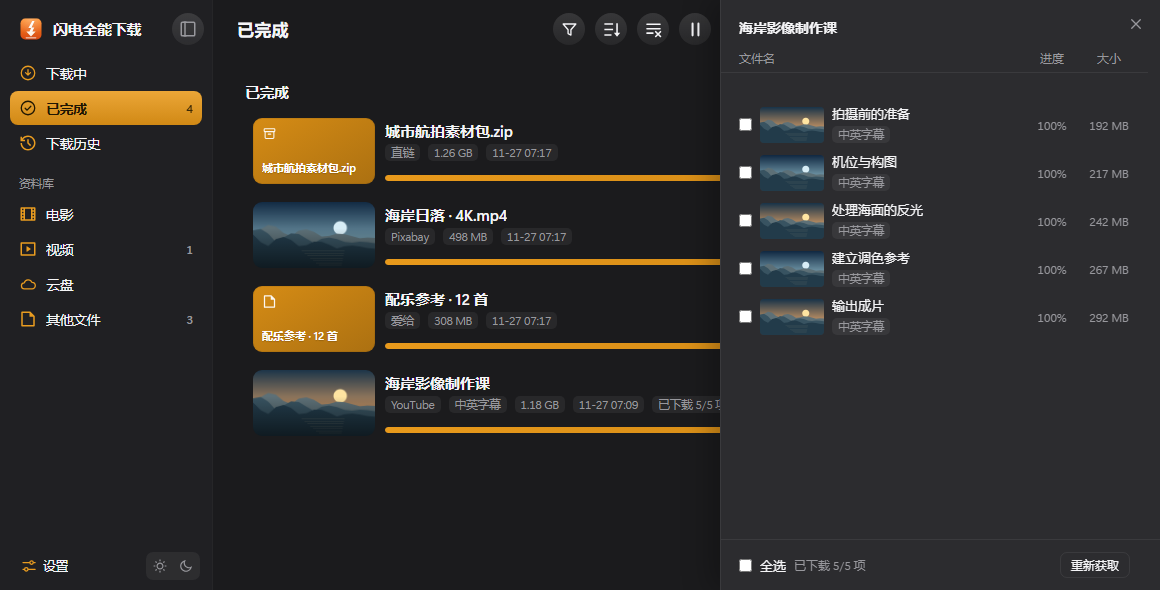 闪电全能下载
下载中
已完成 4
下载历史
资料库
电影
视频 1
云盘
其他文件 3
设置
已完成
已完成
城市航拍素材包.zip
城市航拍素材包.zip
直链 1.26 GB 11-27 07:17
海岸日落 · 4K.mp4
Pixabay 498 MB 11-27 07:17
配乐参考 · 12 首
配乐参考 · 12 首
爱给 308 MB 11-27 07:17
海岸影像制作课
YouTube 中英字幕 1.18 GB 11-27 07:09 已下载 5/5
海岸影像制作课
文件名 进度 大小
拍摄前的准备
中英字幕 100% 192 MB
机位与构图
中英字幕 100% 217 MB
处理海面的反光
中英字幕 100% 242 MB
建立调色参考
中英字幕 100% 267 MB
输出成片
中英字幕 100% 292 MB
全选 已下载 5/5 项 重新获取